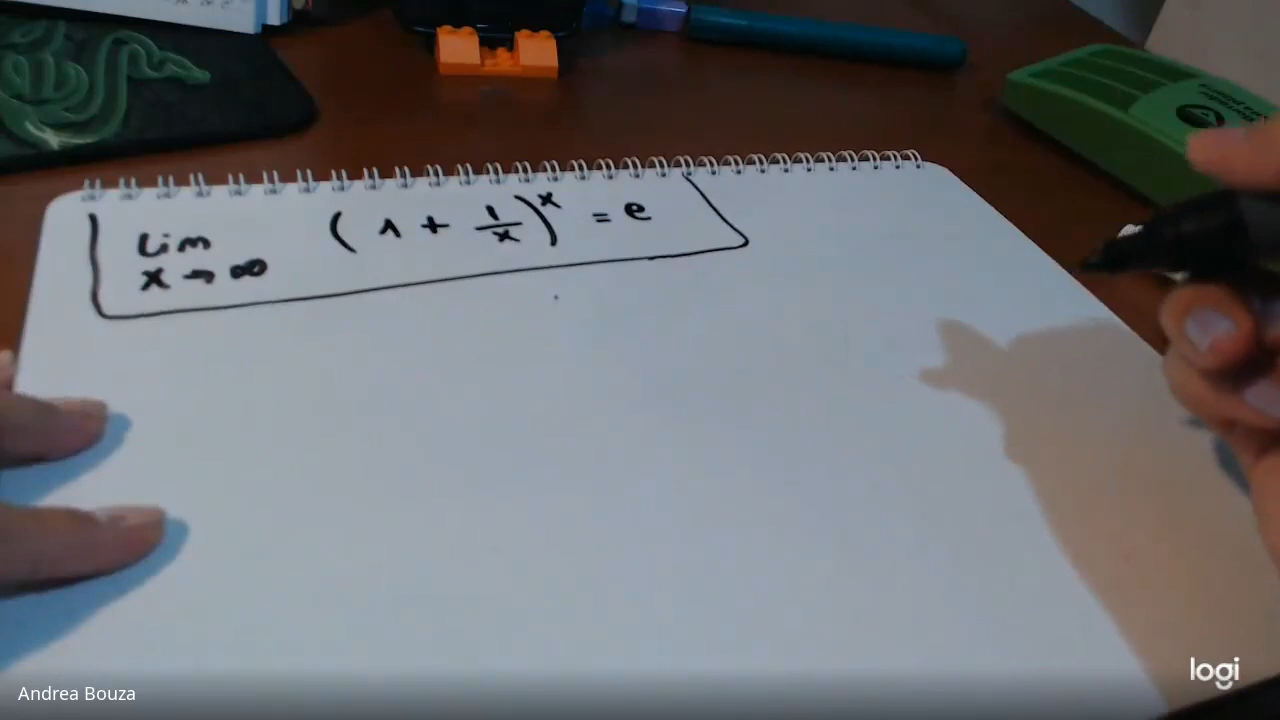 lim (1 + 1/x)^x = e
x → ∞
logi
Andrea Bouza